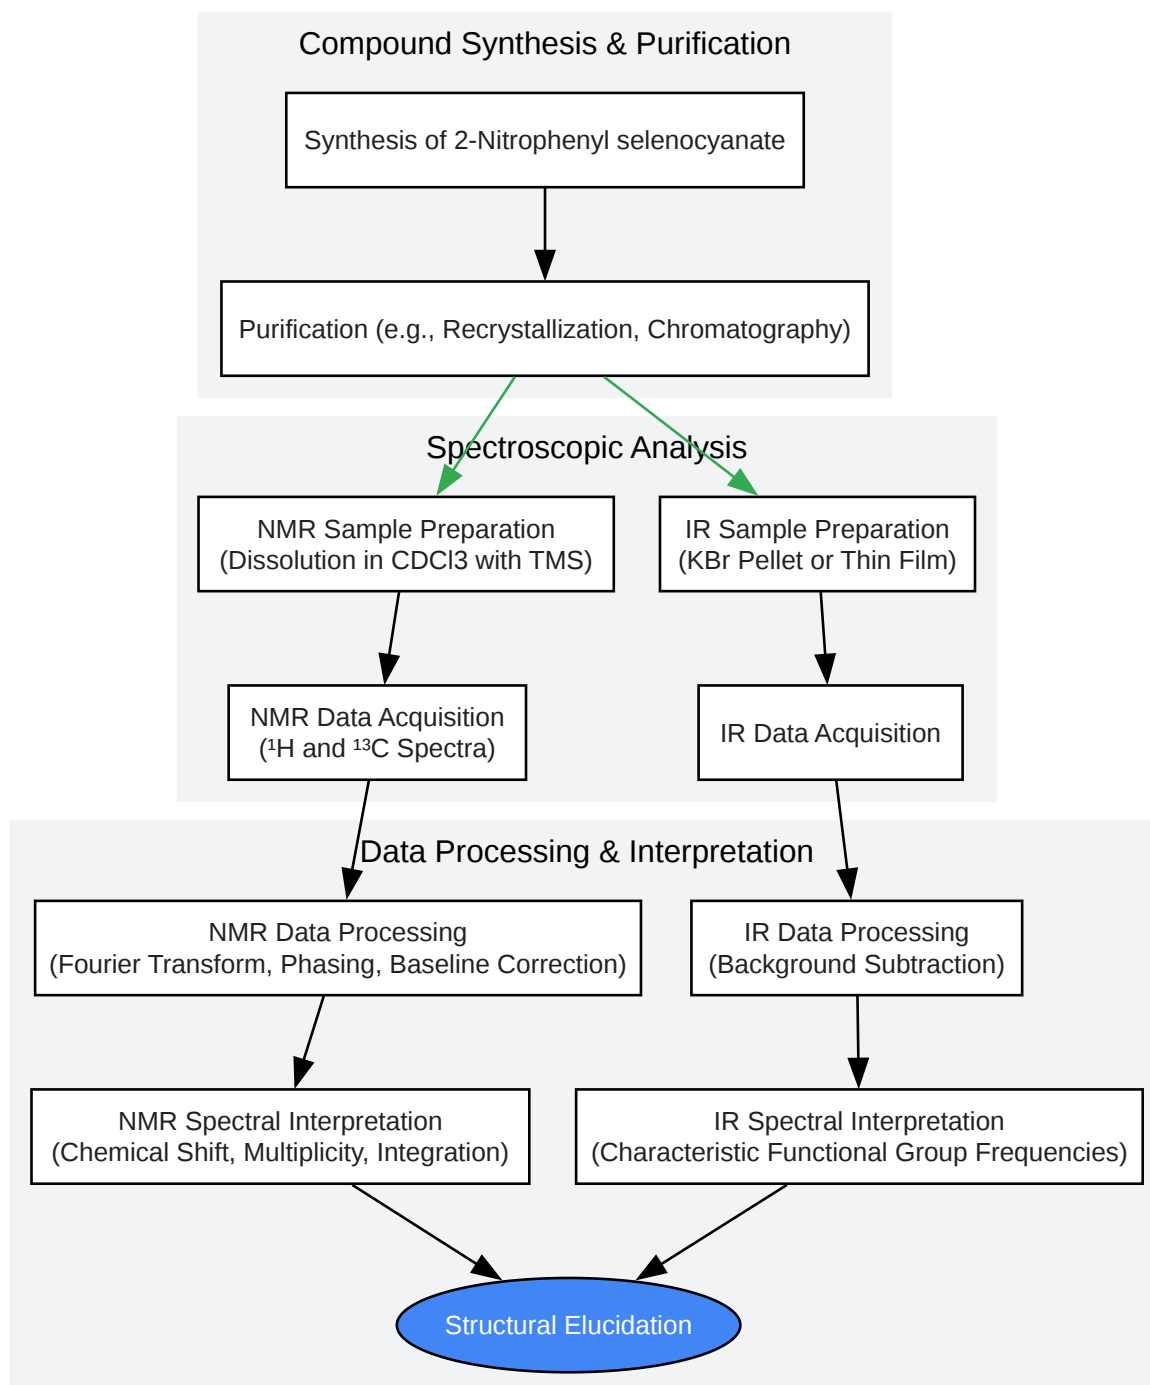 Compound Synthesis & Purification
Synthesis of 2-Nitrophenyl selenocyanate
Purification (e.g., Recrystallization, Chromatography)
Spectroscopic Analysis
NMR Sample Preparation
(Dissolution in CDCl3 with TMS)
IR Sample Preparation
(KBr Pellet or Thin Film)
NMR Data Acquisition
(¹H and ¹³C Spectra)
IR Data Acquisition
Data Processing & Interpretation
NMR Data Processing
(Fourier Transform, Phasing, Baseline Correction)
IR Data Processing
(Background Subtraction)
NMR Spectral Interpretation
(Chemical Shift, Multiplicity, Integration)
IR Spectral Interpretation
(Characteristic Functional Group Frequencies)
Structural Elucidation